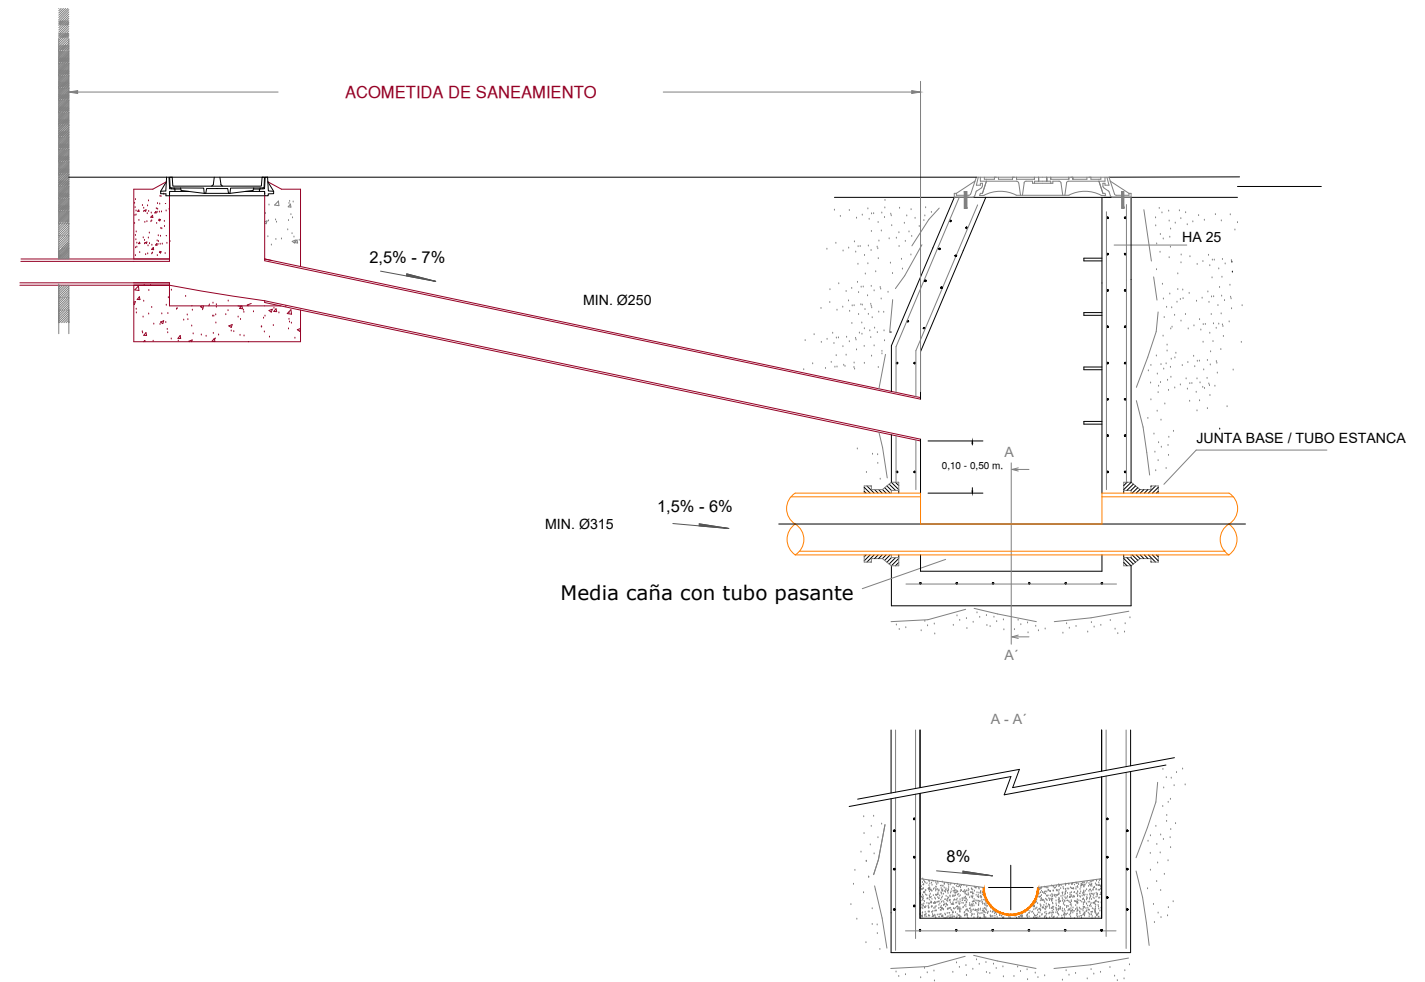 ACOMETIDA DE SANEAMIENTO
HA 25
2,5% - 7%
MIN. Ø250
JUNTA BASE / TUBO ESTANCA
A
0,10 - 0,50 m.
1,5% - 6%
MIN. Ø315
Media caña con tubo pasante
A´
A - A´
8%